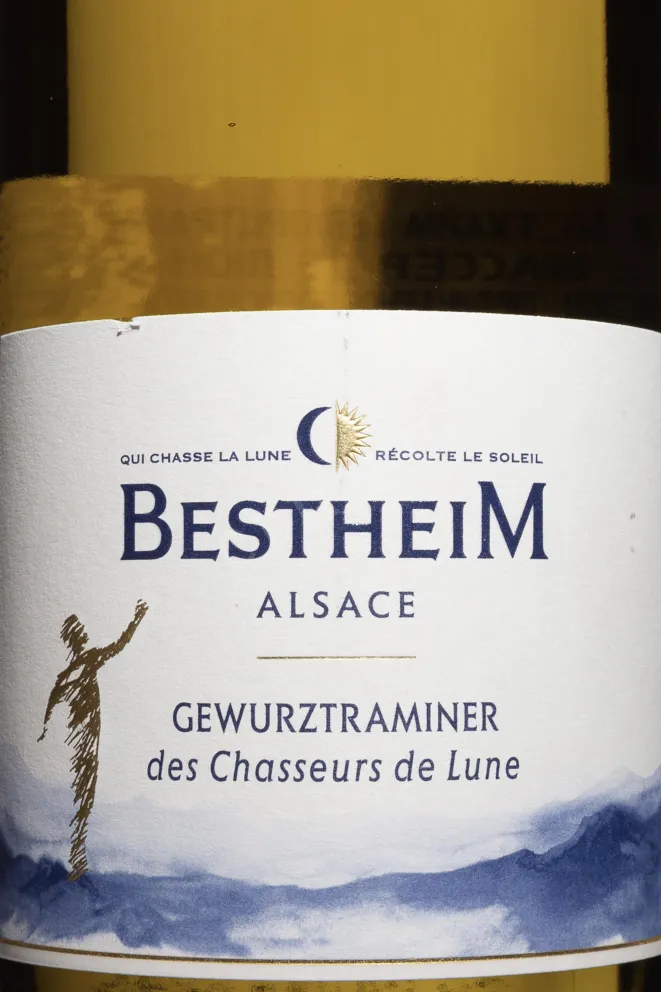 QUI CHASSE LA LUNE RÉCOLTE LE SOLEIL
BESTHEIM
ALSACE
GEWURZTRAMINER
des Chasseurs de Lune